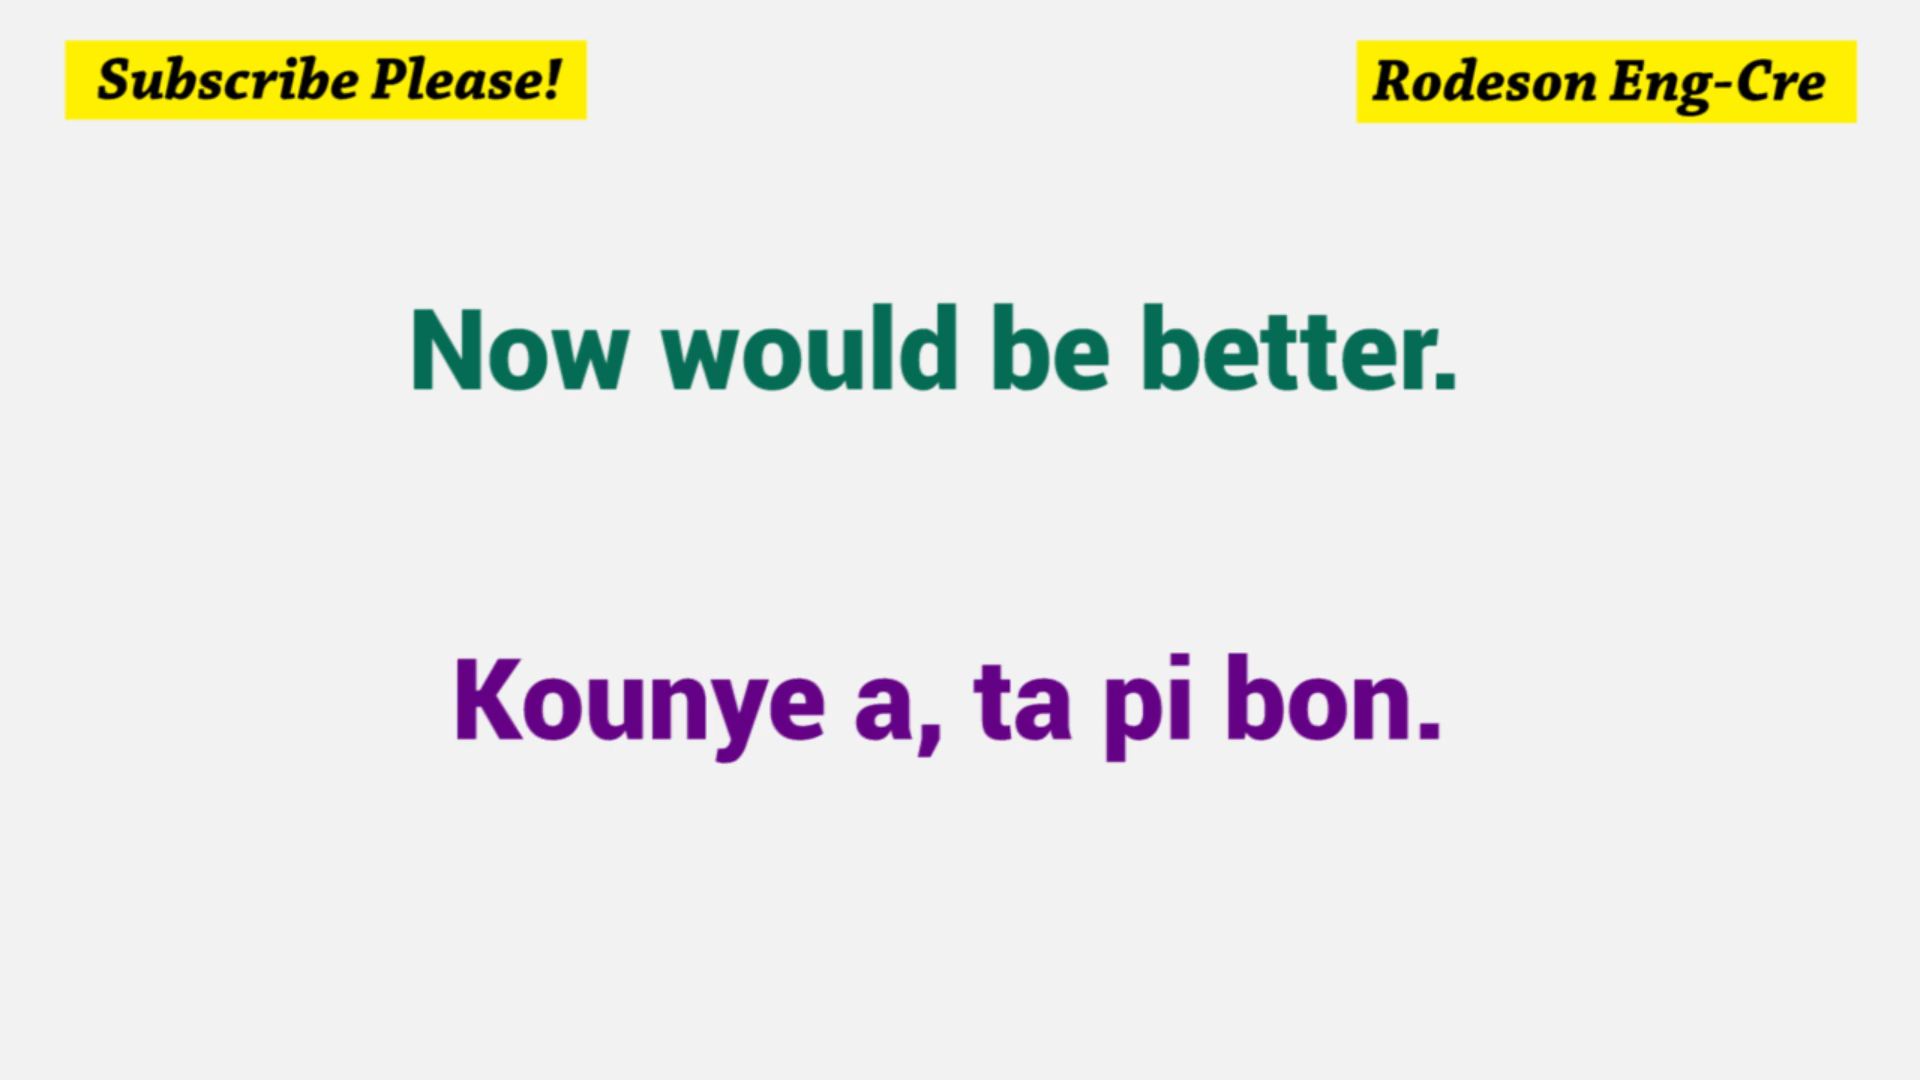 Subscribe Please!
Rodeson Eng-Cre
Now would be better.
Kounye a, ta pi bon.